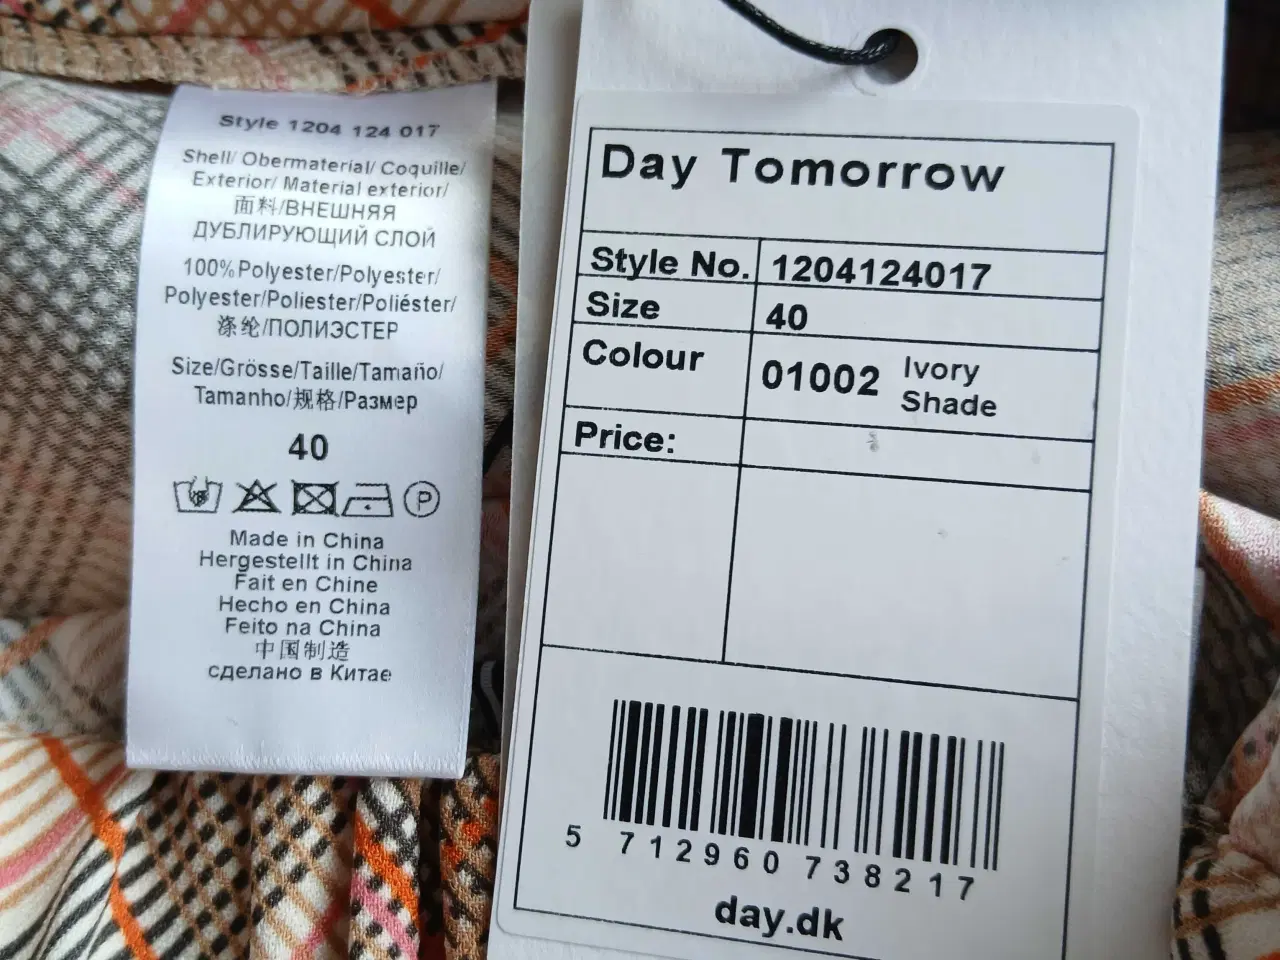 Style 1204 124 017
Shell/ Obermaterial/ Coquille/
Exterior/ Material exterior/
面料/ВНЕШНЯЯ
ДУБЛИРУЮЩИЙ СЛОЙ
100%Polyester/Polyester/
Polyester/Poliester/Poliéster/
涤纶/ПОЛИЭСТЕР
Size/Grösse/Taille/Tamaño/
Tamanho/规格/Размер
40
P
Made in China
Hergestellt in China
Fait en Chine
Hecho en China
Feito na China
中国制造
сделано в Китае
Day Tomorrow
Style No. 1204124017
Size 40
Colour 01002 Ivory Shade
Price:
5 712960 738217
day.dk